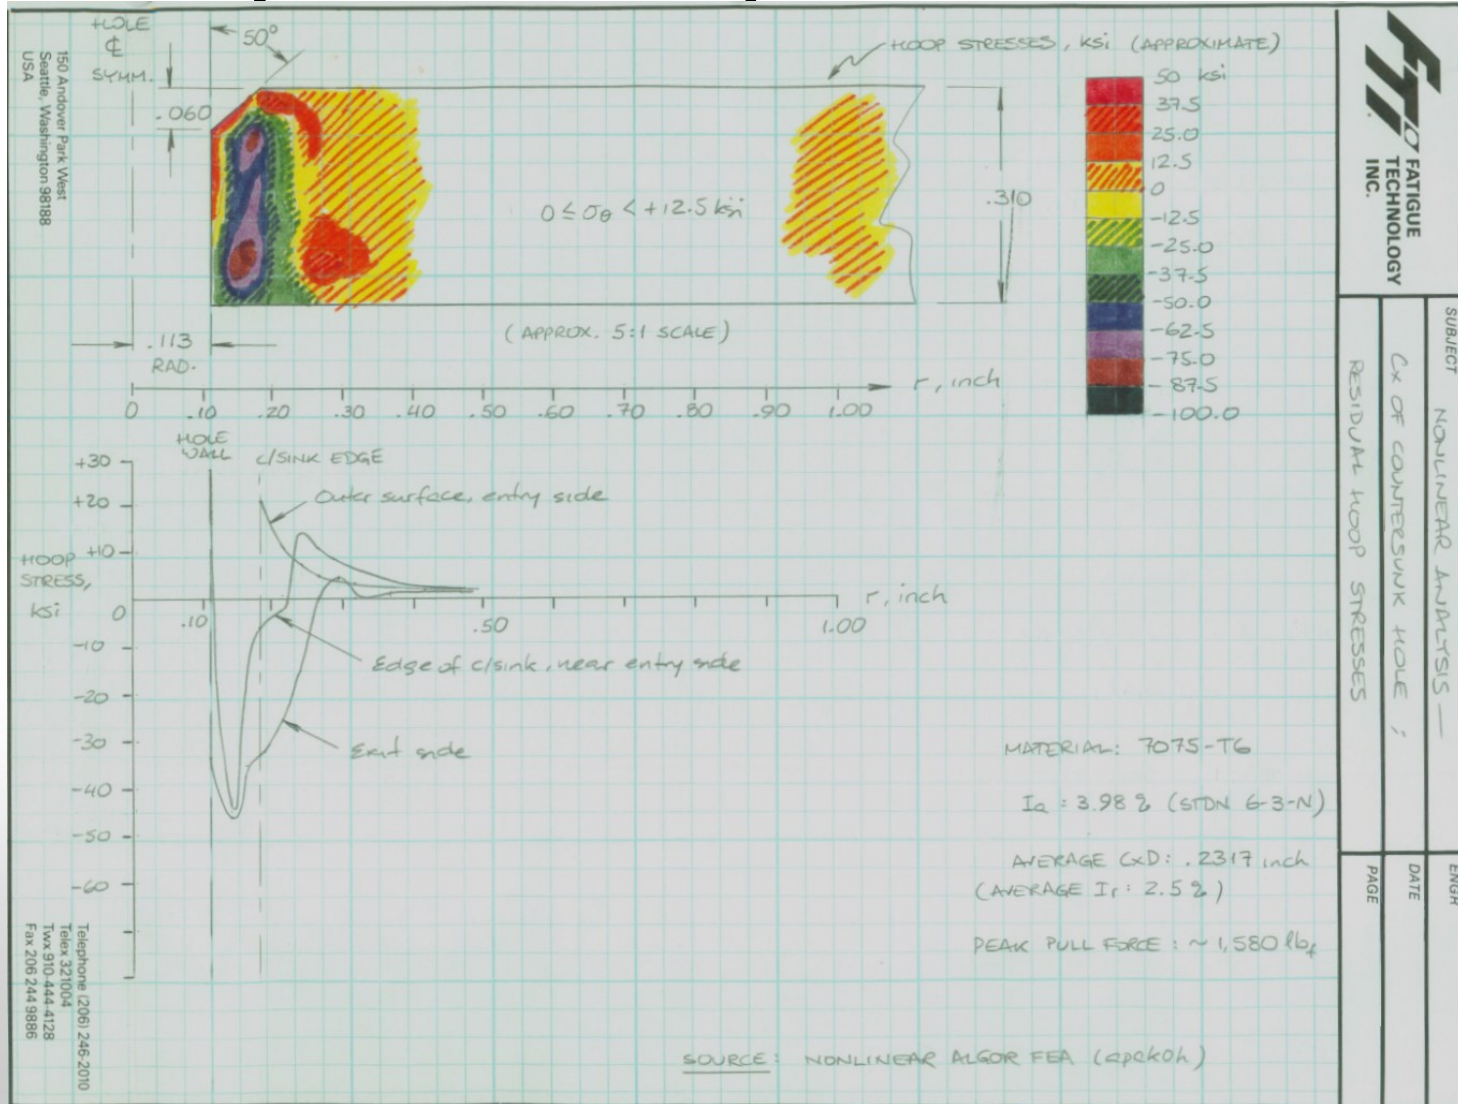 HOLE
℄
SYMM.
50°
.060
HOOP STRESSES, ksi (APPROXIMATE)
0 ≤ σθ < +12.5 ksi
.310
(APPROX. 5:1 SCALE)
.113
RAD.
50 ksi
37.5
25.0
12.5
0
-12.5
-25.0
-37.5
-50.0
-62.5
-75.0
-87.5
-100.0
r, inch
0 .10 .20 .30 .40 .50 .60 .70 .80 .90 1.00
HOLE
WALL
C/SINK EDGE
+30
+20
+10
0
-10
-20
-30
-40
-50
-60
HOOP
STRESS,
ksi
Outer surface, entry side
.10 .50 1.00
r, inch
Edge of c/sink, near entry side
Exit side
MATERIAL: 7075-T6
Ia : 3.98 % (STDN 6-3-N)
AVERAGE CxD: .2317 inch
(AVERAGE Ir: 2.5 %)
PEAK PULL FORCE : ~ 1,580 lbf
SOURCE: NONLINEAR ALGOR FEA (apckoh)
150 Andover Park West
Seattle, Washington 98188
USA
Telephone (206) 246-2010
Telex 321004
Twx 910-444-4128
Fax 206 244 9886
FTI
FATIGUE
TECHNOLOGY
INC.
SUBJECT
NONLINEAR ANALYSIS —
Cx OF COUNTERSUNK HOLE ;
RESIDUAL HOOP STRESSES
ENGR
DATE
PAGE